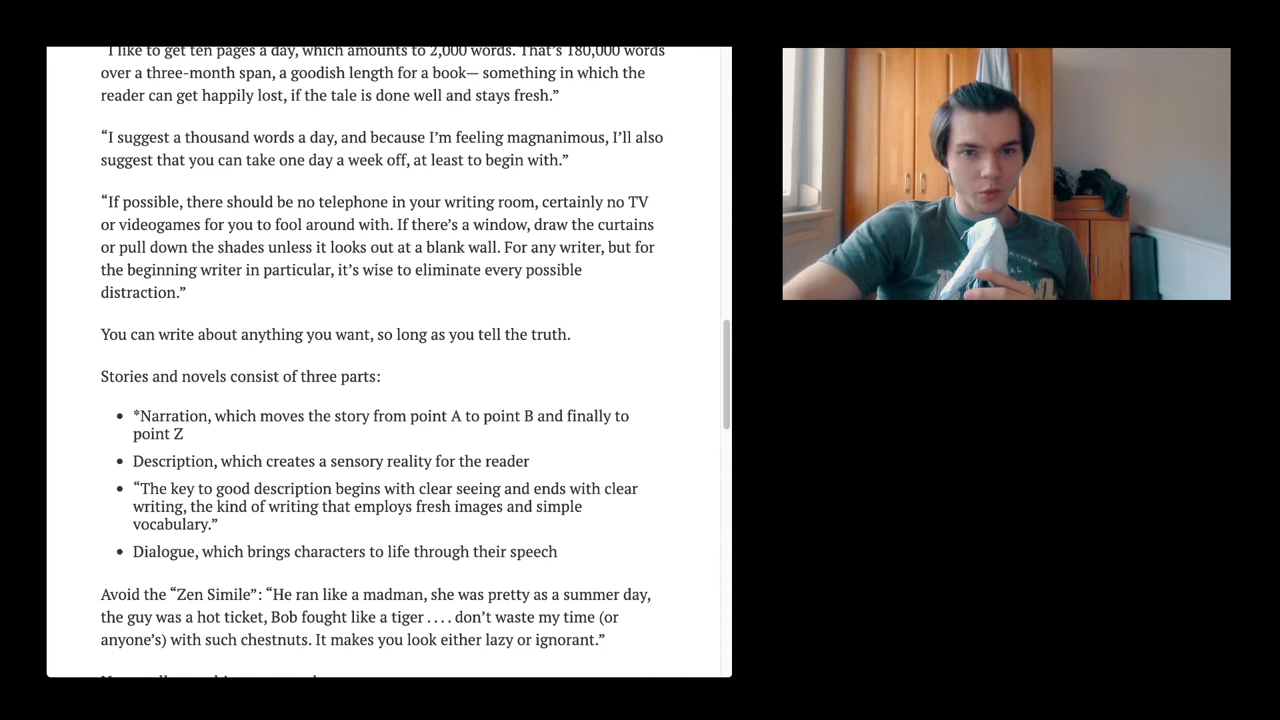 “I like to get ten pages a day, which amounts to 2,000 words. That’s 180,000 words
over a three-month span, a goodish length for a book— something in which the
reader can get happily lost, if the tale is done well and stays fresh.”
“I suggest a thousand words a day, and because I’m feeling magnanimous, I’ll also
suggest that you can take one day a week off, at least to begin with.”
“If possible, there should be no telephone in your writing room, certainly no TV
or videogames for you to fool around with. If there’s a window, draw the curtains
or pull down the shades unless it looks out at a blank wall. For any writer, but for
the beginning writer in particular, it’s wise to eliminate every possible
distraction.”
You can write about anything you want, so long as you tell the truth.
Stories and novels consist of three parts:
• *Narration, which moves the story from point A to point B and finally to
point Z
• Description, which creates a sensory reality for the reader
• “The key to good description begins with clear seeing and ends with clear
writing, the kind of writing that employs fresh images and simple
vocabulary.”
• Dialogue, which brings characters to life through their speech
Avoid the “Zen Simile”: “He ran like a madman, she was pretty as a summer day,
the guy was a hot ticket, Bob fought like a tiger . . . . don’t waste my time (or
anyone’s) with such chestnuts. It makes you look either lazy or ignorant.”